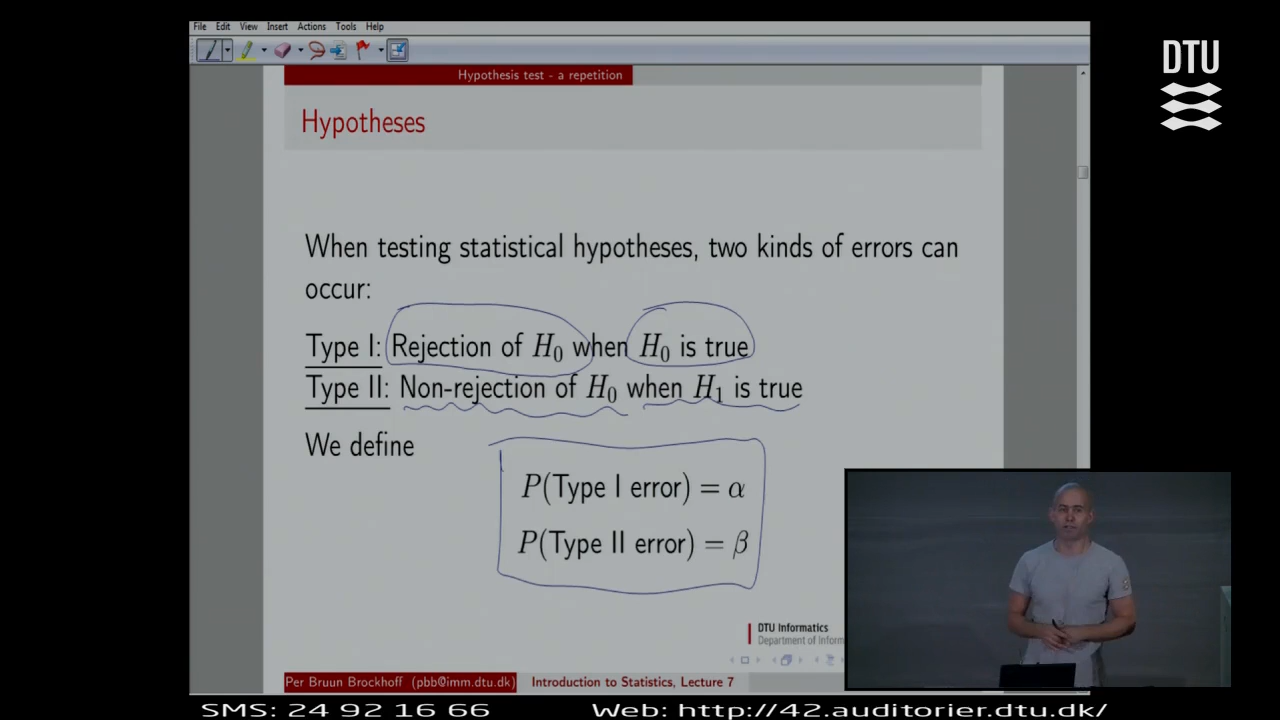 File Edit View Insert Actions Tools Help
DTU
Hypothesis test - a repetition
Hypotheses
When testing statistical hypotheses, two kinds of errors can
occur:
Type I: Rejection of H₀ when H₀ is true
Type II: Non-rejection of H₀ when H₁ is true
We define
P(Type I error) = α
P(Type II error) = β
DTU Informatics
Department of Inform
Per Bruun Brockhoff (pbb@imm.dtu.dk) Introduction to Statistics, Lecture 7
SMS: 24 92 16 66 Web: http://42.auditorier.dtu.dk/